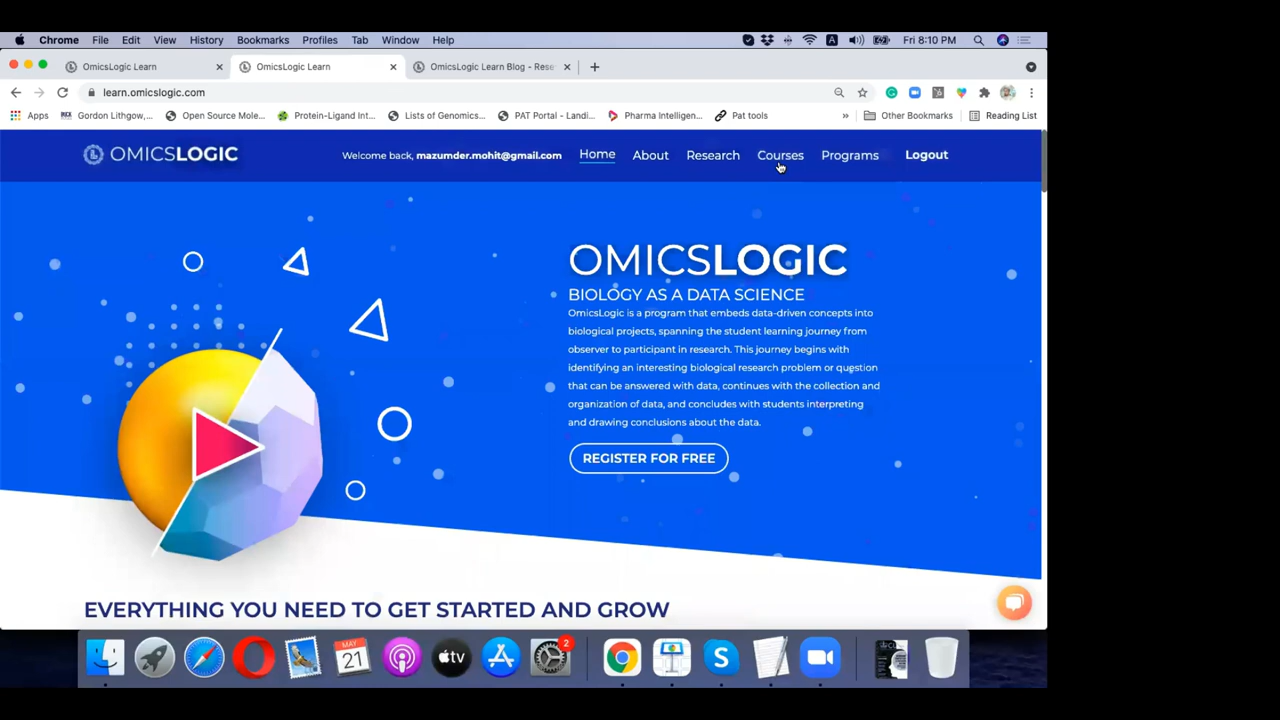 Chrome File Edit View History Bookmarks Profiles Tab Window Help
A Fri 8:10 PM
OmicsLogic Learn
OmicsLogic Learn
OmicsLogic Learn Blog - Rese
learn.omicslogic.com
Apps Gordon Lithgow,... Open Source Mole... Protein-Ligand Int... Lists of Genomics... PAT Portal - Landi... Pharma Intelligen... Pat tools » Other Bookmarks Reading List
OMICSLOGIC
Welcome back, mazumder.mohit@gmail.com
Home About Research Courses Programs Logout
OMICSLOGIC
BIOLOGY AS A DATA SCIENCE
OmicsLogic is a program that embeds data-driven concepts into
biological projects, spanning the student learning journey from
observer to participant in research. This journey begins with
identifying an interesting biological research problem or question
that can be answered with data, continues with the collection and
organization of data, and concludes with students interpreting
and drawing conclusions about the data.
REGISTER FOR FREE
EVERYTHING YOU NEED TO GET STARTED AND GROW
MAY
21
tv
2